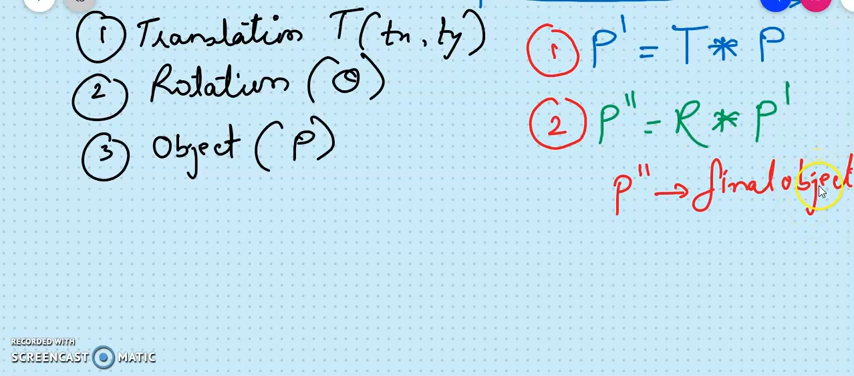 ① Translation T(tx, ty)
② Rotation (θ)
③ Object (P)
① P' = T * P
② P'' = R * P'
P'' → final object
RECORDED WITH
SCREENCAST MATIC